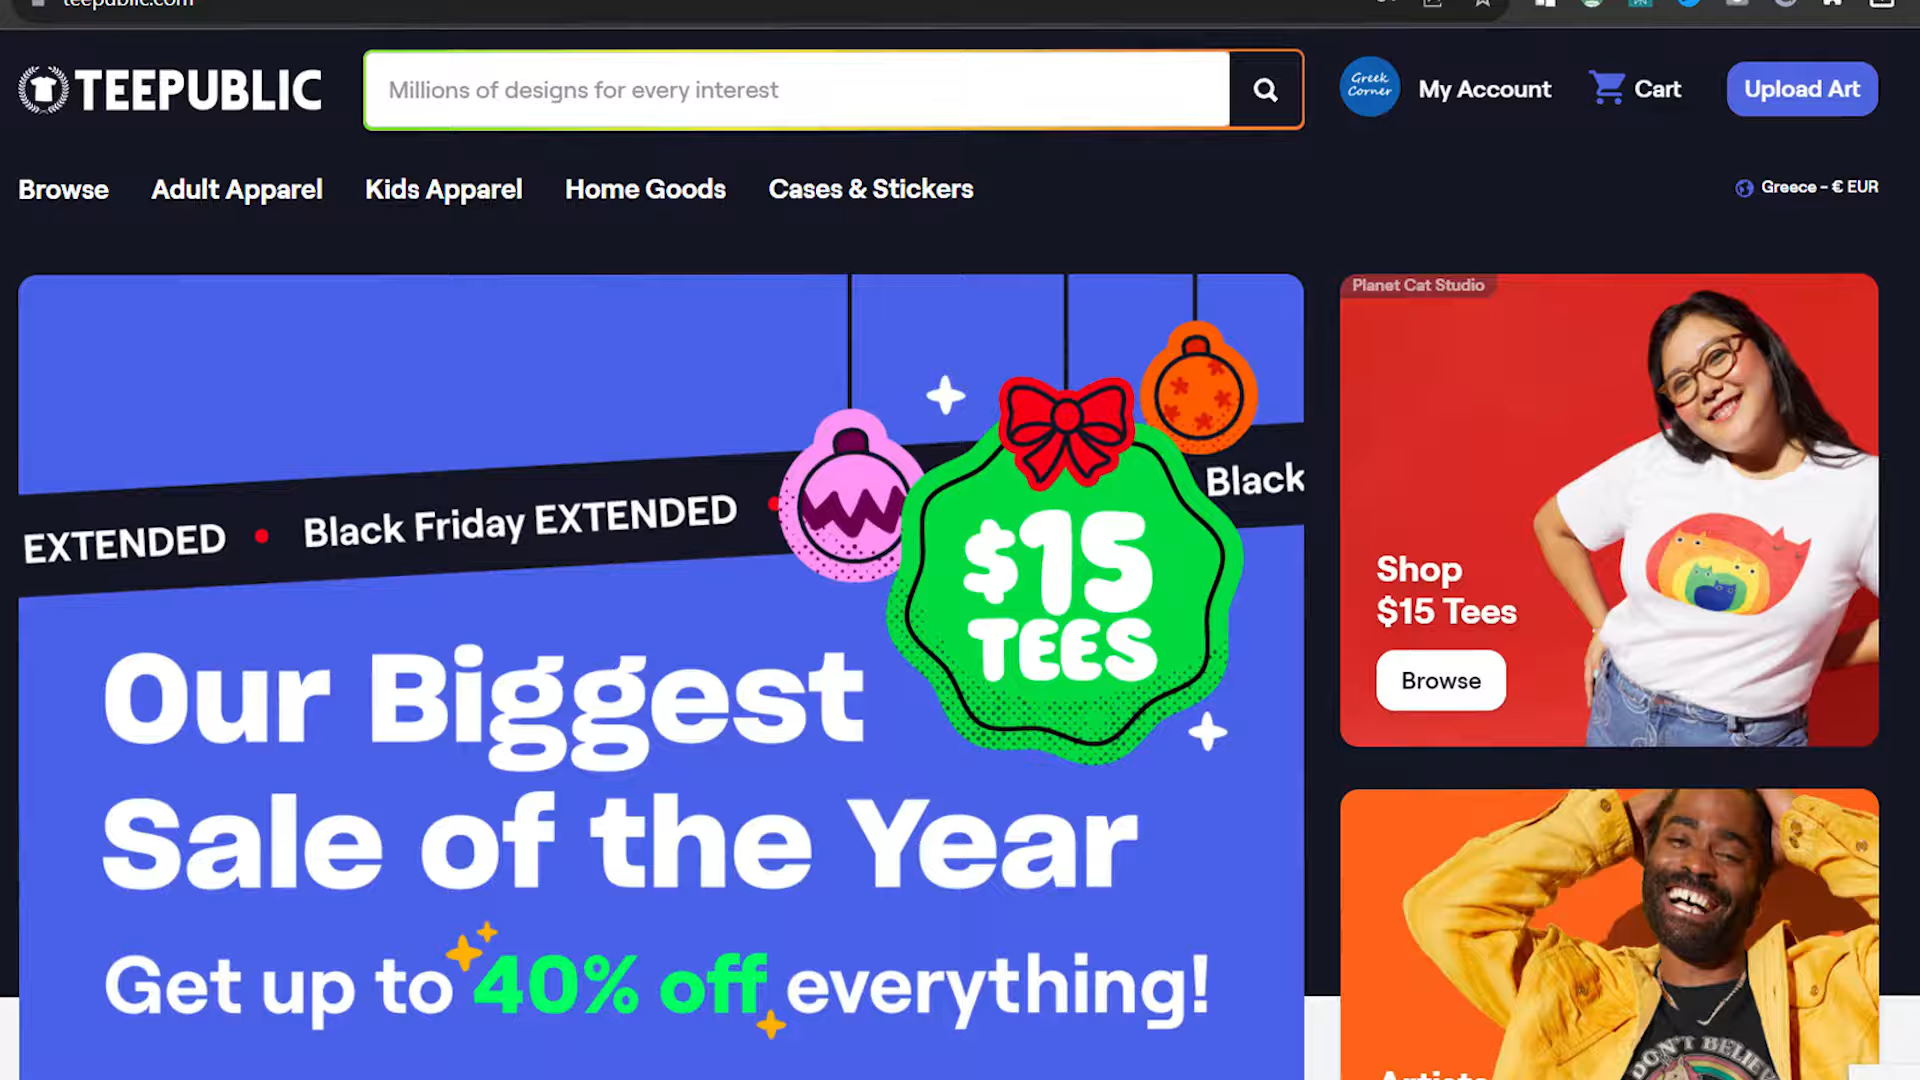 teepublic.com
TEEPUBLIC
Millions of designs for every interest
Greek
Corner
My Account
Cart
Upload Art
Browse
Adult Apparel
Kids Apparel
Home Goods
Cases & Stickers
Greece - € EUR
EXTENDED • Black Friday EXTENDED •
Black
$15
TEES
Our Biggest
Sale of the Year
Get up to 40% off everything!
Planet Cat Studio
Shop
$15 Tees
Browse
DON'T BELIEV